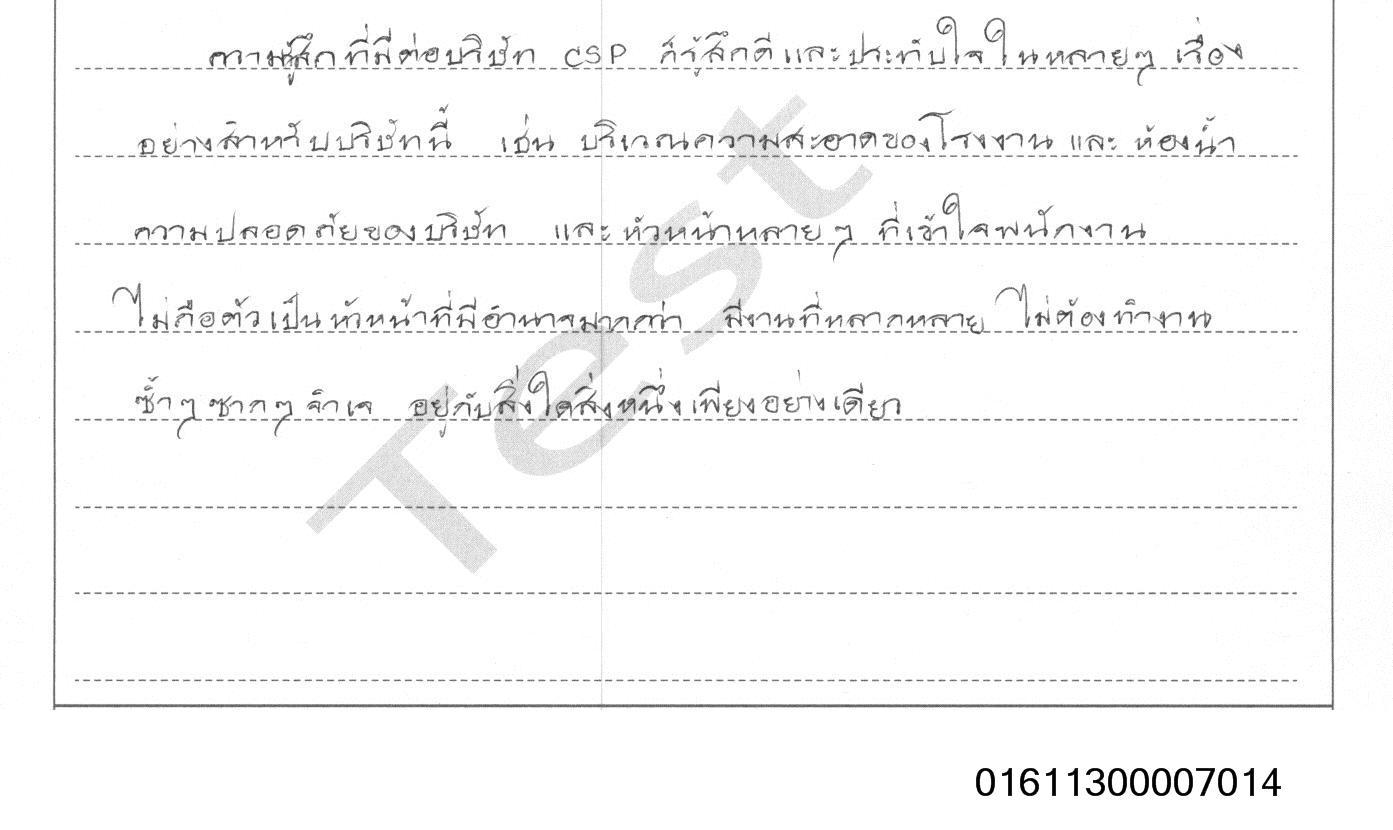 ความรู้สึกที่มีต่อบริษัท CSP ก็รู้สึกดีและประทับใจในหลายๆ เรื่อง
อย่างสำหรับบริษัทนี้ เช่น บริเวณความสะอาดของโรงงาน และ ห้องน้ำ
ความปลอดภัยของบริษัท และหัวหน้าหลายๆ ที่เข้าใจพนักงาน
ไม่ถือตัวเป็นหัวหน้าที่มีอำนาจมากกว่า มีงานที่หลากหลาย ไม่ต้องทำงาน
ซ้ำๆ ซากๆ จำเจ อยู่กับสิ่งใดสิ่งหนึ่งเพียงอย่างเดียว
Test
01611300007014